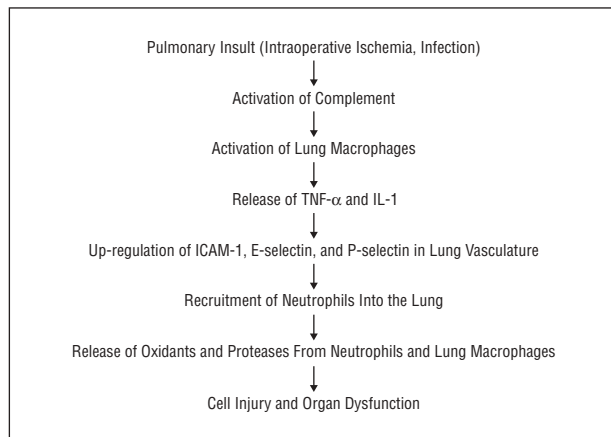 Pulmonary Insult (Intraoperative Ischemia, Infection)
Activation of Complement
Activation of Lung Macrophages
Release of TNF-α and IL-1
Up-regulation of ICAM-1, E-selectin, and P-selectin in Lung Vasculature
Recruitment of Neutrophils Into the Lung
Release of Oxidants and Proteases From Neutrophils and Lung Macrophages
Cell Injury and Organ Dysfunction